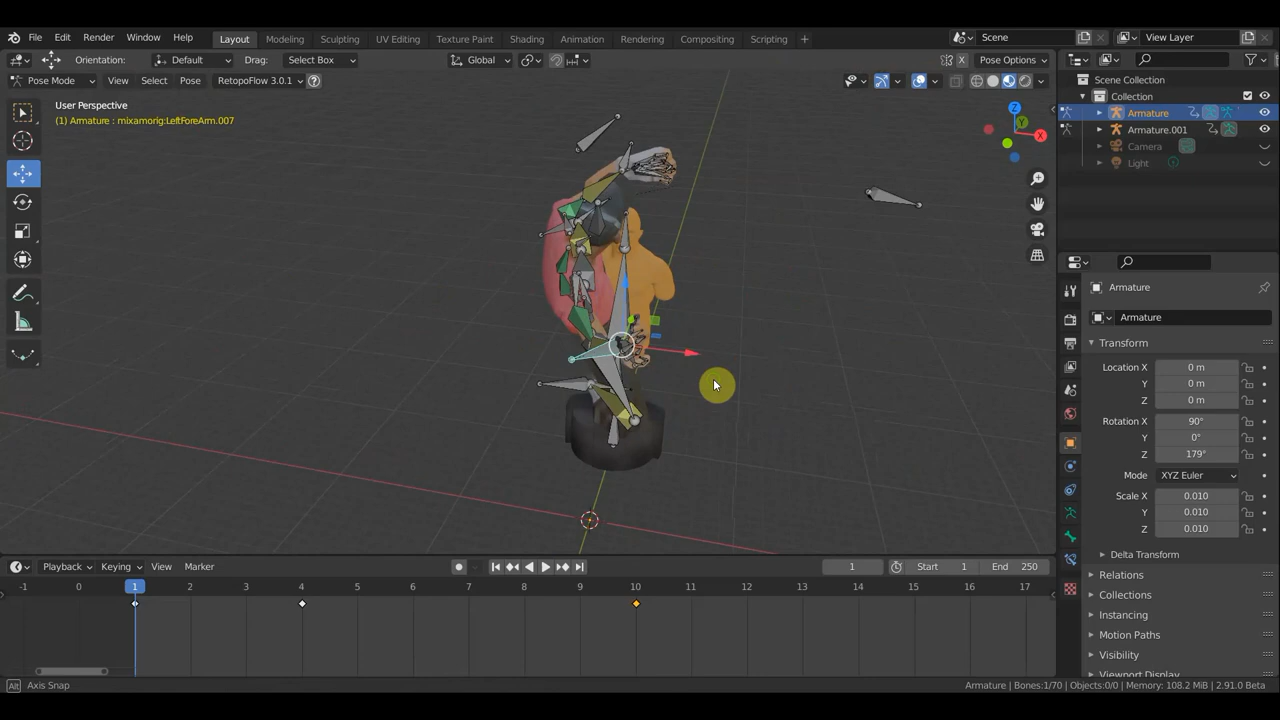 File Edit Render Window Help Layout Modeling Sculpting UV Editing Texture Paint Shading Animation Rendering Compositing Scripting Scene View Layer
Orientation: Default Drag: Select Box Global Pose Options
Pose Mode View Select Pose RetopoFlow 3.0.1
Scene Collection
Collection
Armature
Armature.001
Camera
Light
User Perspective
(1) Armature : mixamorig:LeftForeArm.007
X
Y
Z
Armature
Armature
Transform
Location X 0 m
Y 0 m
Z 0 m
Rotation X 90°
Y 0°
Z 179°
Mode XYZ Euler
Scale X 0.010
Y 0.010
Z 0.010
Delta Transform
Relations
Collections
Instancing
Motion Paths
Visibility
Viewport Display
Playback Keying View Marker 1 Start 1 End 250
-1 0 1 2 3 4 5 6 7 8 9 10 11 12 13 14 15 16 17
Alt Axis Snap Armature | Bones:1/70 | Objects:0/0 | Memory: 108.2 MiB | 2.91.0 Beta